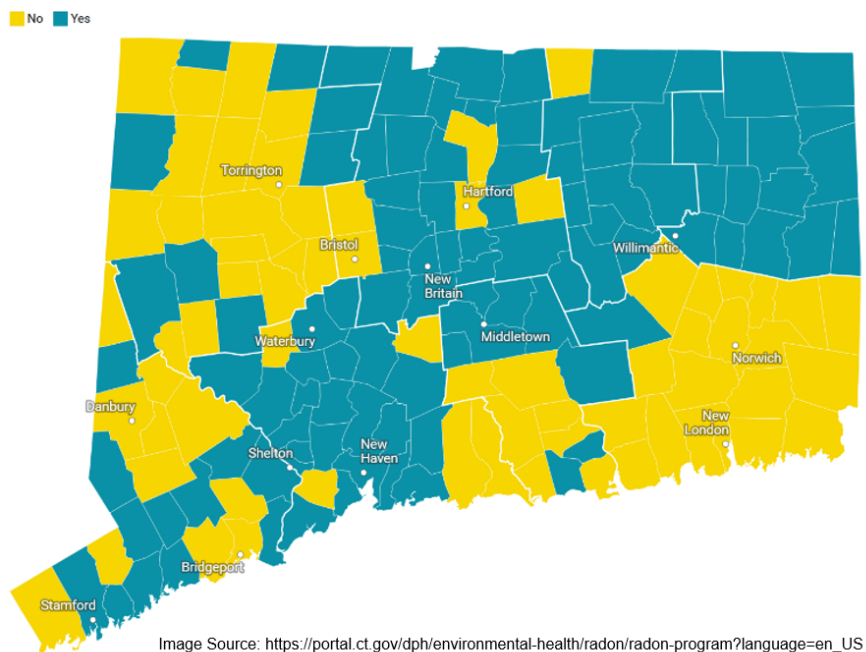 No Yes
Torrington
Hartford
Bristol
Willimantic
New
Britain
Waterbury
Middletown
Norwich
Danbury
New
London
Shelton
New
Haven
Bridgeport
Stamford
Image Source: https://portal.ct.gov/dph/environmental-health/radon/radon-program?language=en_US